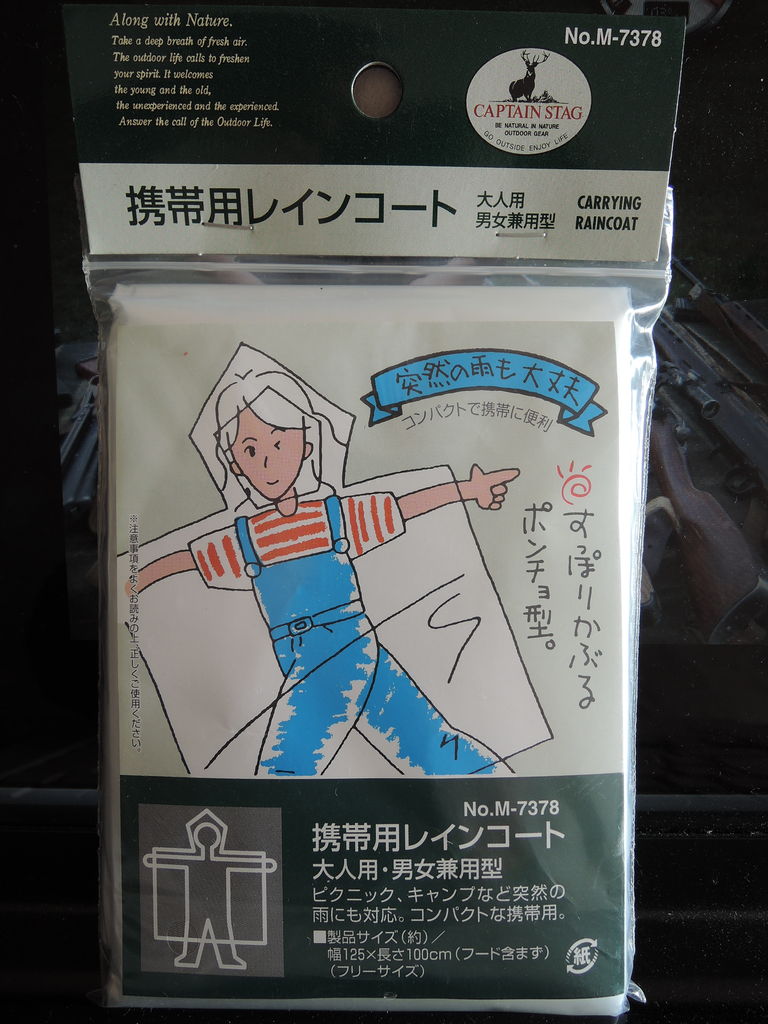 Along with Nature.
Take a deep breath of fresh air.
The outdoor life calls to freshen
your spirit. It welcomes
the young and the old,
the unexperienced and the experienced.
Answer the call of the Outdoor Life.
No.M-7378
CAPTAIN STAG
BE NATURAL IN NATURE
OUTDOOR GEAR
GO OUTSIDE ENJOY LIFE
携帯用レインコート
大人用
男女兼用型
CARRYING
RAINCOAT
突然の雨も大丈夫
コンパクトで携帯に便利
すっぽりかぶる
ポンチョ型。
※注意事項をよくお読みの上、正しくご使用ください。
No.M-7378
携帯用レインコート
大人用・男女兼用型
ピクニック、キャンプなど突然の
雨にも対応。コンパクトな携帯用。
■製品サイズ(約)/
幅125×長さ100cm(フード含まず)
(フリーサイズ)
紙